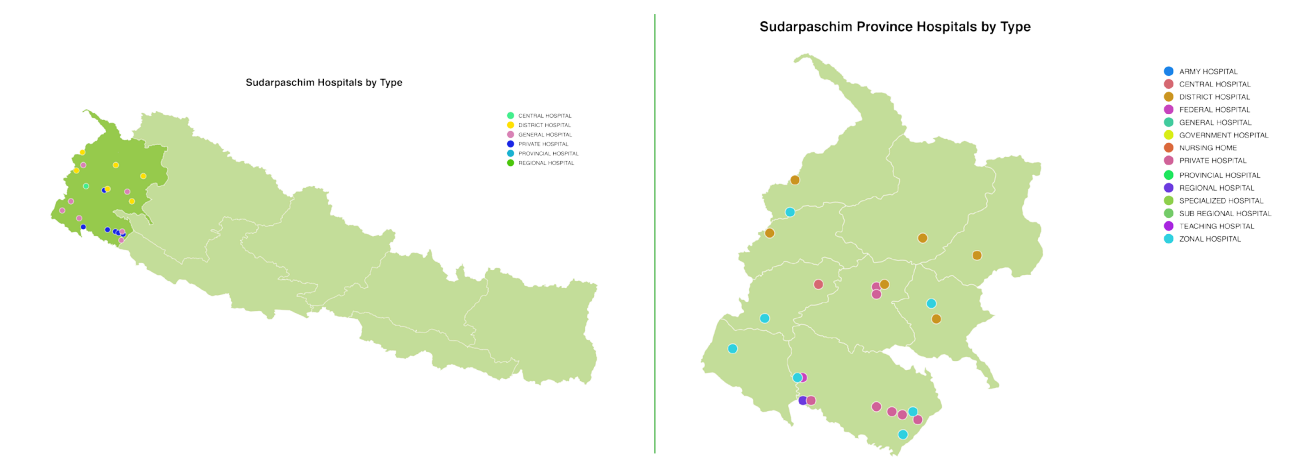 Sudarpaschim Hospitals by Type
CENTRAL HOSPITAL
DISTRICT HOSPITAL
GENERAL HOSPITAL
PRIVATE HOSPITAL
PROVINCIAL HOSPITAL
REGIONAL HOSPITAL
Sudarpaschim Province Hospitals by Type
ARMY HOSPITAL
CENTRAL HOSPITAL
DISTRICT HOSPITAL
FEDERAL HOSPITAL
GENERAL HOSPITAL
GOVERNMENT HOSPITAL
NURSING HOME
PRIVATE HOSPITAL
PROVINCIAL HOSPITAL
REGIONAL HOSPITAL
SPECIALIZED HOSPITAL
SUB REGIONAL HOSPITAL
TEACHING HOSPITAL
ZONAL HOSPITAL